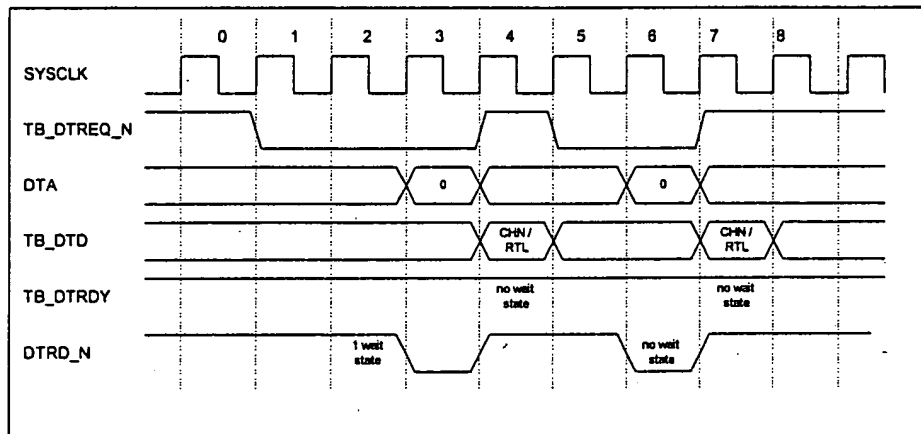 0 1 2 3 4 5 6 7 8
SYSCLK
TB_DTREQ_N
DTA
0 0
TB_DTD
CHN / CHN /
RTL RTL
TB_DTRDY
no wait no wait
state state
DTRD_N
1 wait no wait
state state